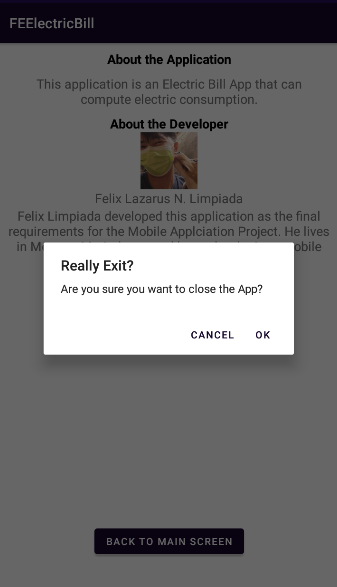 FEElectricBill
About the Application
This application is an Electric Bill App that can
compute electric consumption.
About the Developer
Felix Lazarus N. Limpiada
Felix Limpiada developed this application as the final
requirements for the Mobile Applciation Project. He lives
in
Really Exit?
Are you sure you want to close the App?
CANCEL OK
BACK TO MAIN SCREEN